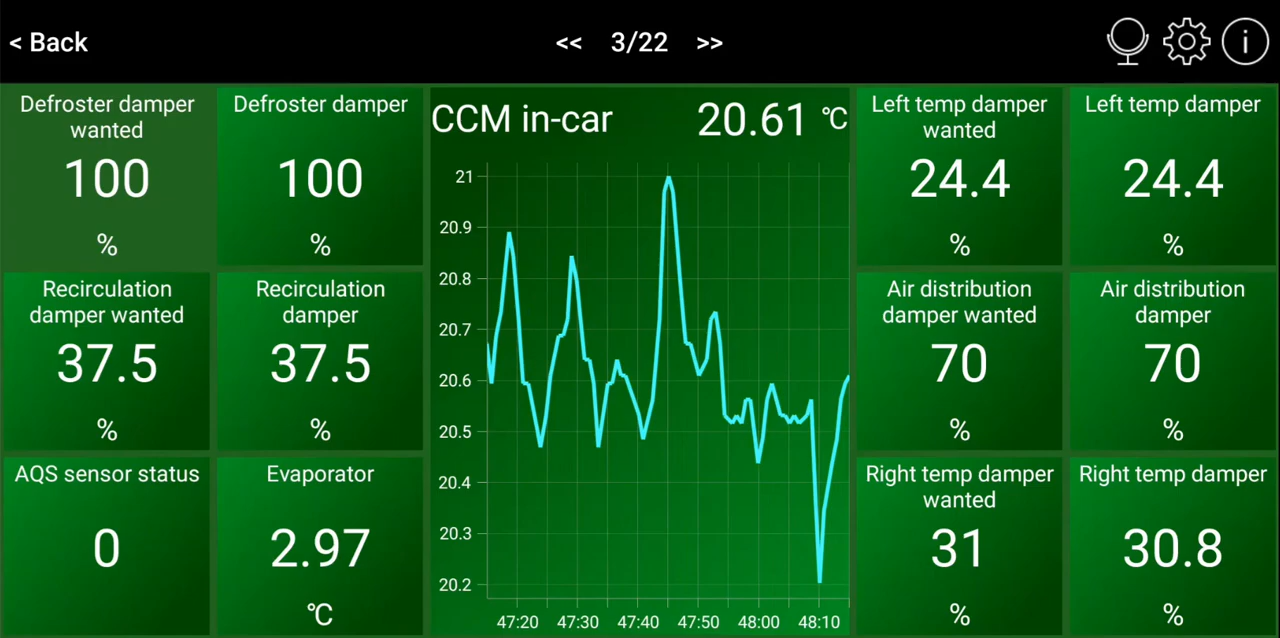 < Back
<< 3/22 >>
i
Defroster damper
wanted
100
%
Defroster damper
100
%
CCM in-car 20.61 °C
21
20.9
20.8
20.7
20.6
20.5
20.4
20.3
20.2
47:20 47:30 47:40 47:50 48:00 48:10
Left temp damper
wanted
24.4
%
Left temp damper
24.4
%
Recirculation
damper wanted
37.5
%
Recirculation
damper
37.5
%
Air distribution
damper wanted
70
%
Air distribution
damper
70
%
AQS sensor status
0
Evaporator
2.97
°C
Right temp damper
wanted
31
%
Right temp damper
30.8
%